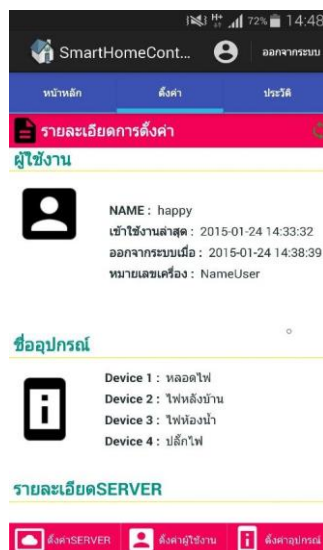 72% 14:48
SmartHomeCont... ออกจากระบบ
หน้าหลัก ตั้งค่า ประวัติ
รายละเอียดการตั้งค่า
ผู้ใช้งาน
NAME : happy
เข้าใช้งานล่าสุด : 2015-01-24 14:33:32
ออกจากระบบเมื่อ : 2015-01-24 14:38:39
หมายเลขเครื่อง : NameUser
ชื่ออุปกรณ์
Device 1 : หลอดไฟ
Device 2 : ไฟหลังบ้าน
Device 3 : ไฟห้องน้ำ
Device 4 : ปลั๊กไฟ
รายละเอียดSERVER
ตั้งค่าSERVER ตั้งค่าผู้ใช้งาน ตั้งค่าอุปกรณ์